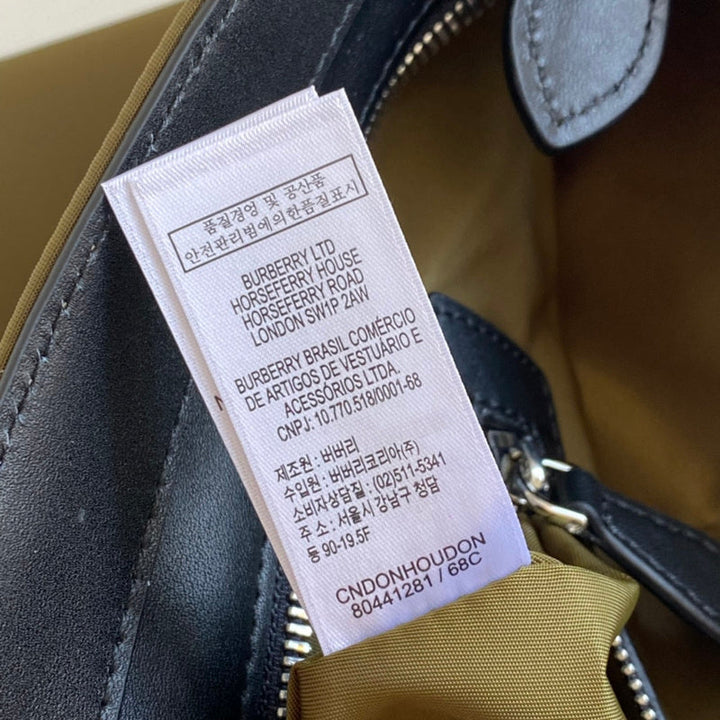 품질경영 및 공산품
안전관리법에의한품질표시
BURBERRY LTD
HORSEFERRY HOUSE
HORSEFERRY ROAD
LONDON SW1P 2AW
BURBERRY BRASIL COMÉRCIO
DE ARTIGOS DE VESTUÁRIO E
ACESSÓRIOS LTDA.
CNPJ: 10.770.518/0001-68
제조원 : 버버리
수입원 : 버버리코리아(주)
소비자상담질 : (02)511-5341
주 소 : 서울시강남구 청담
동 90-19.5F
CNDONHOUDON
80441281 / 68C